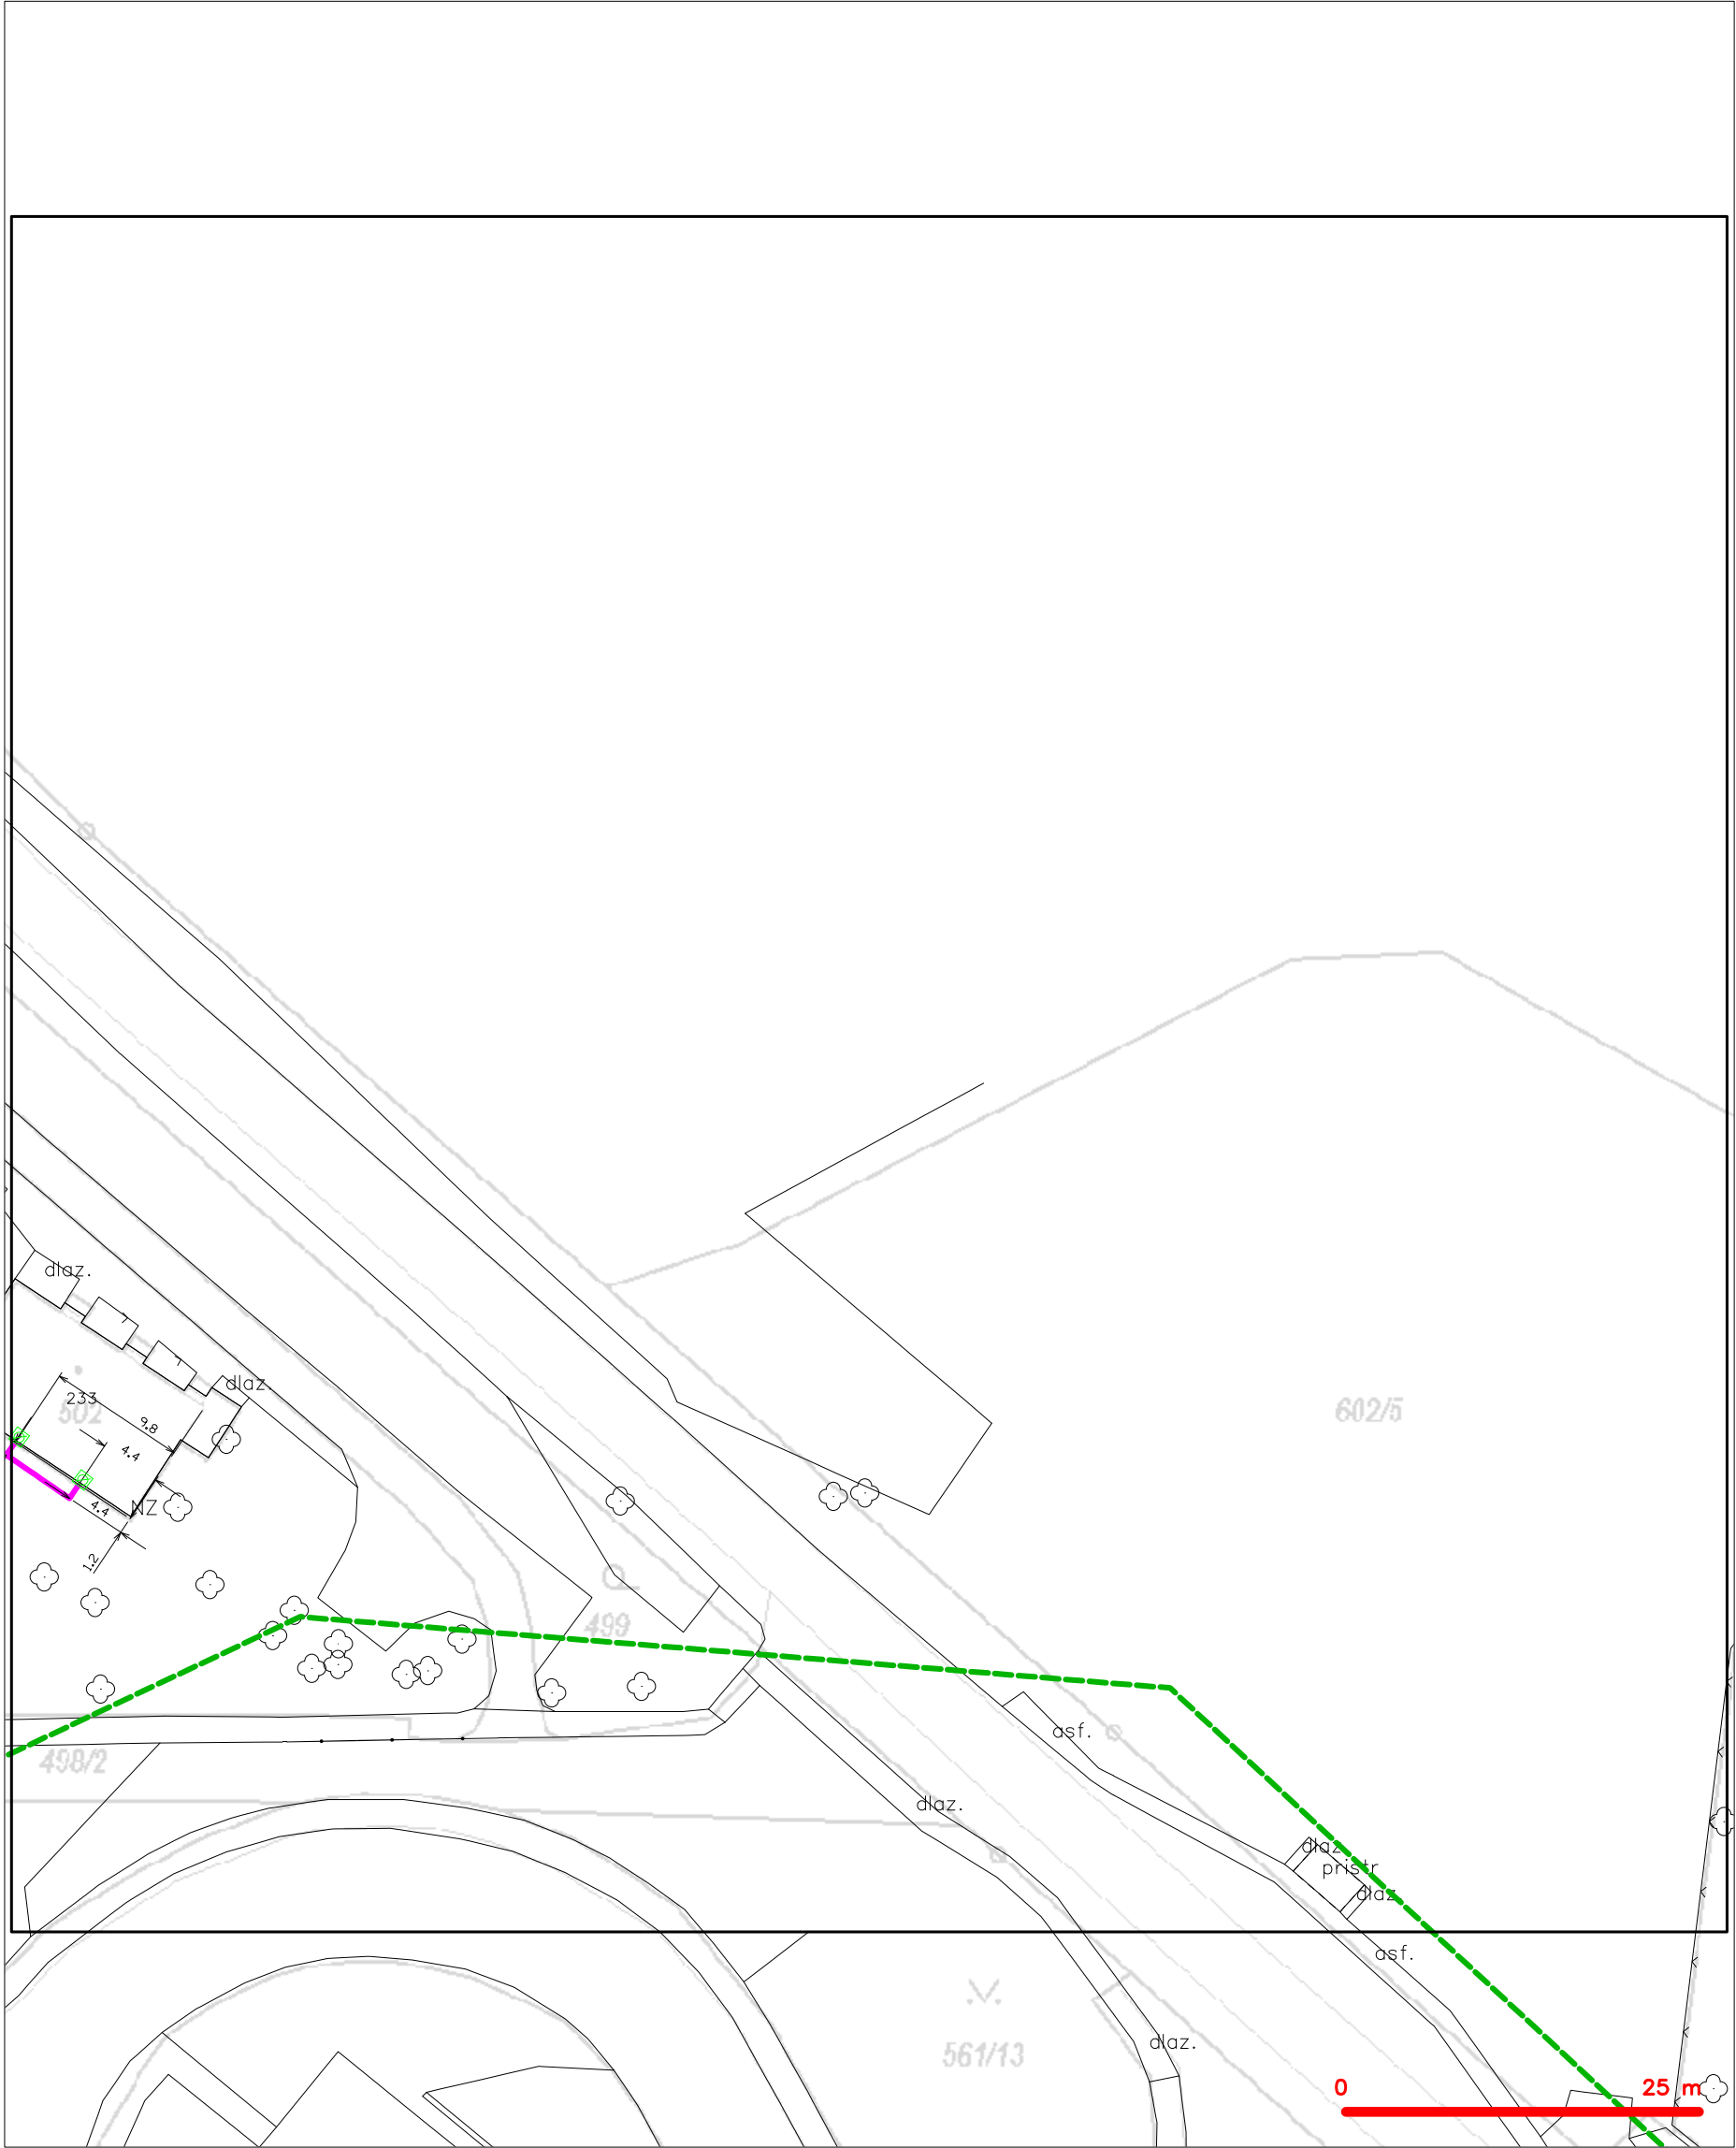 dlaz.
dlaz.
233
502
9.8
4.4
4.4
NZ
1.2
602/5
499
498/2
asf.
dlaz.
dlaz.
pristr
dlaz
asf.
561/13
dlaz.
0 25 m